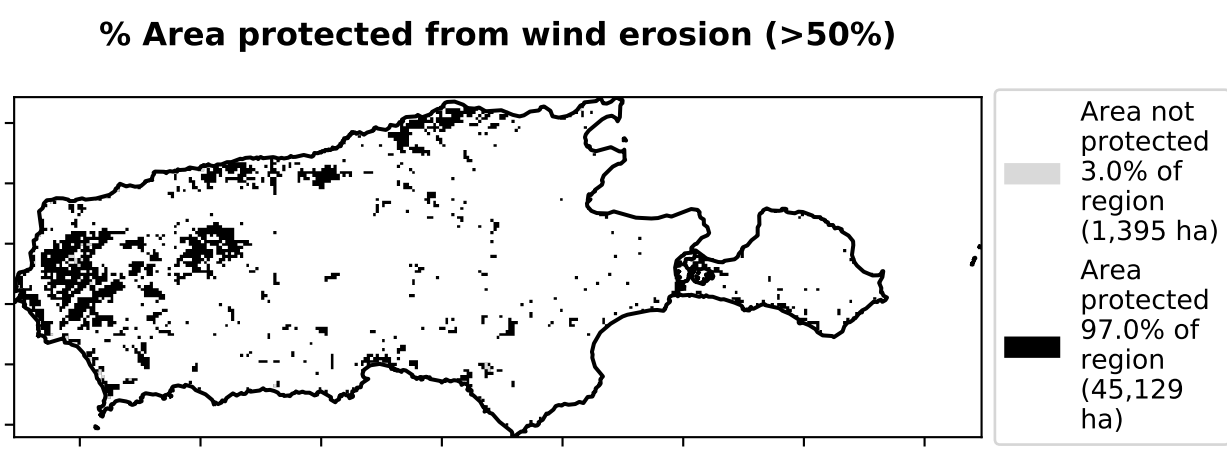 % Area protected from wind erosion (>50%)
Area not
protected
3.0% of
region
(1,395 ha)
Area
protected
97.0% of
region
(45,129
ha)